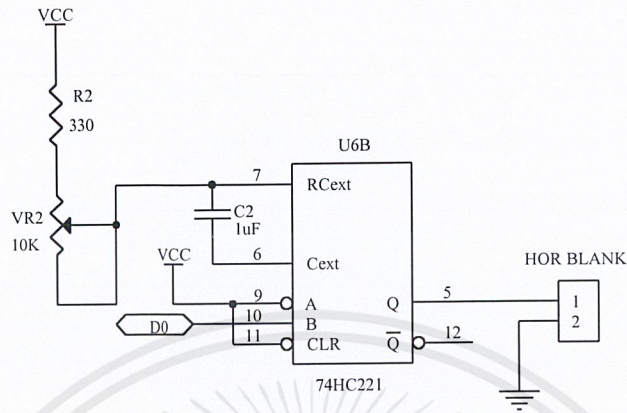 VCC
R2
330
U6B
7
RCext
VR2
10K
C2
1uF
VCC
6
Cext
HOR BLANK
9
A
Q
5
1
10
B
2
D0
11
CLR
Q
12
74HC221